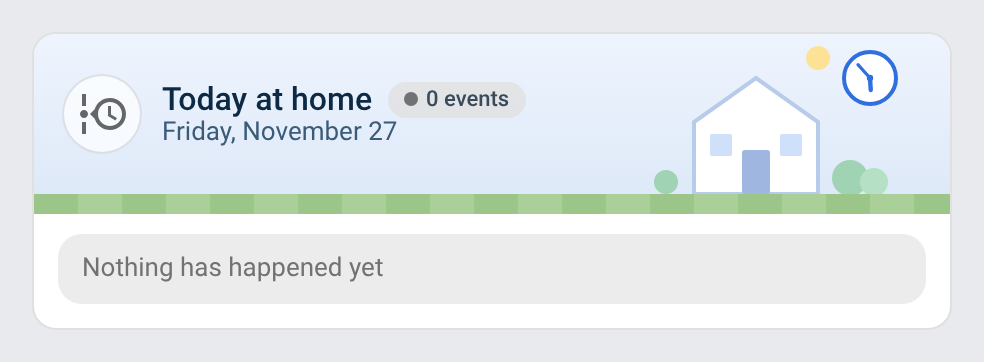 Today at home
0 events
Friday, November 27
Nothing has happened yet